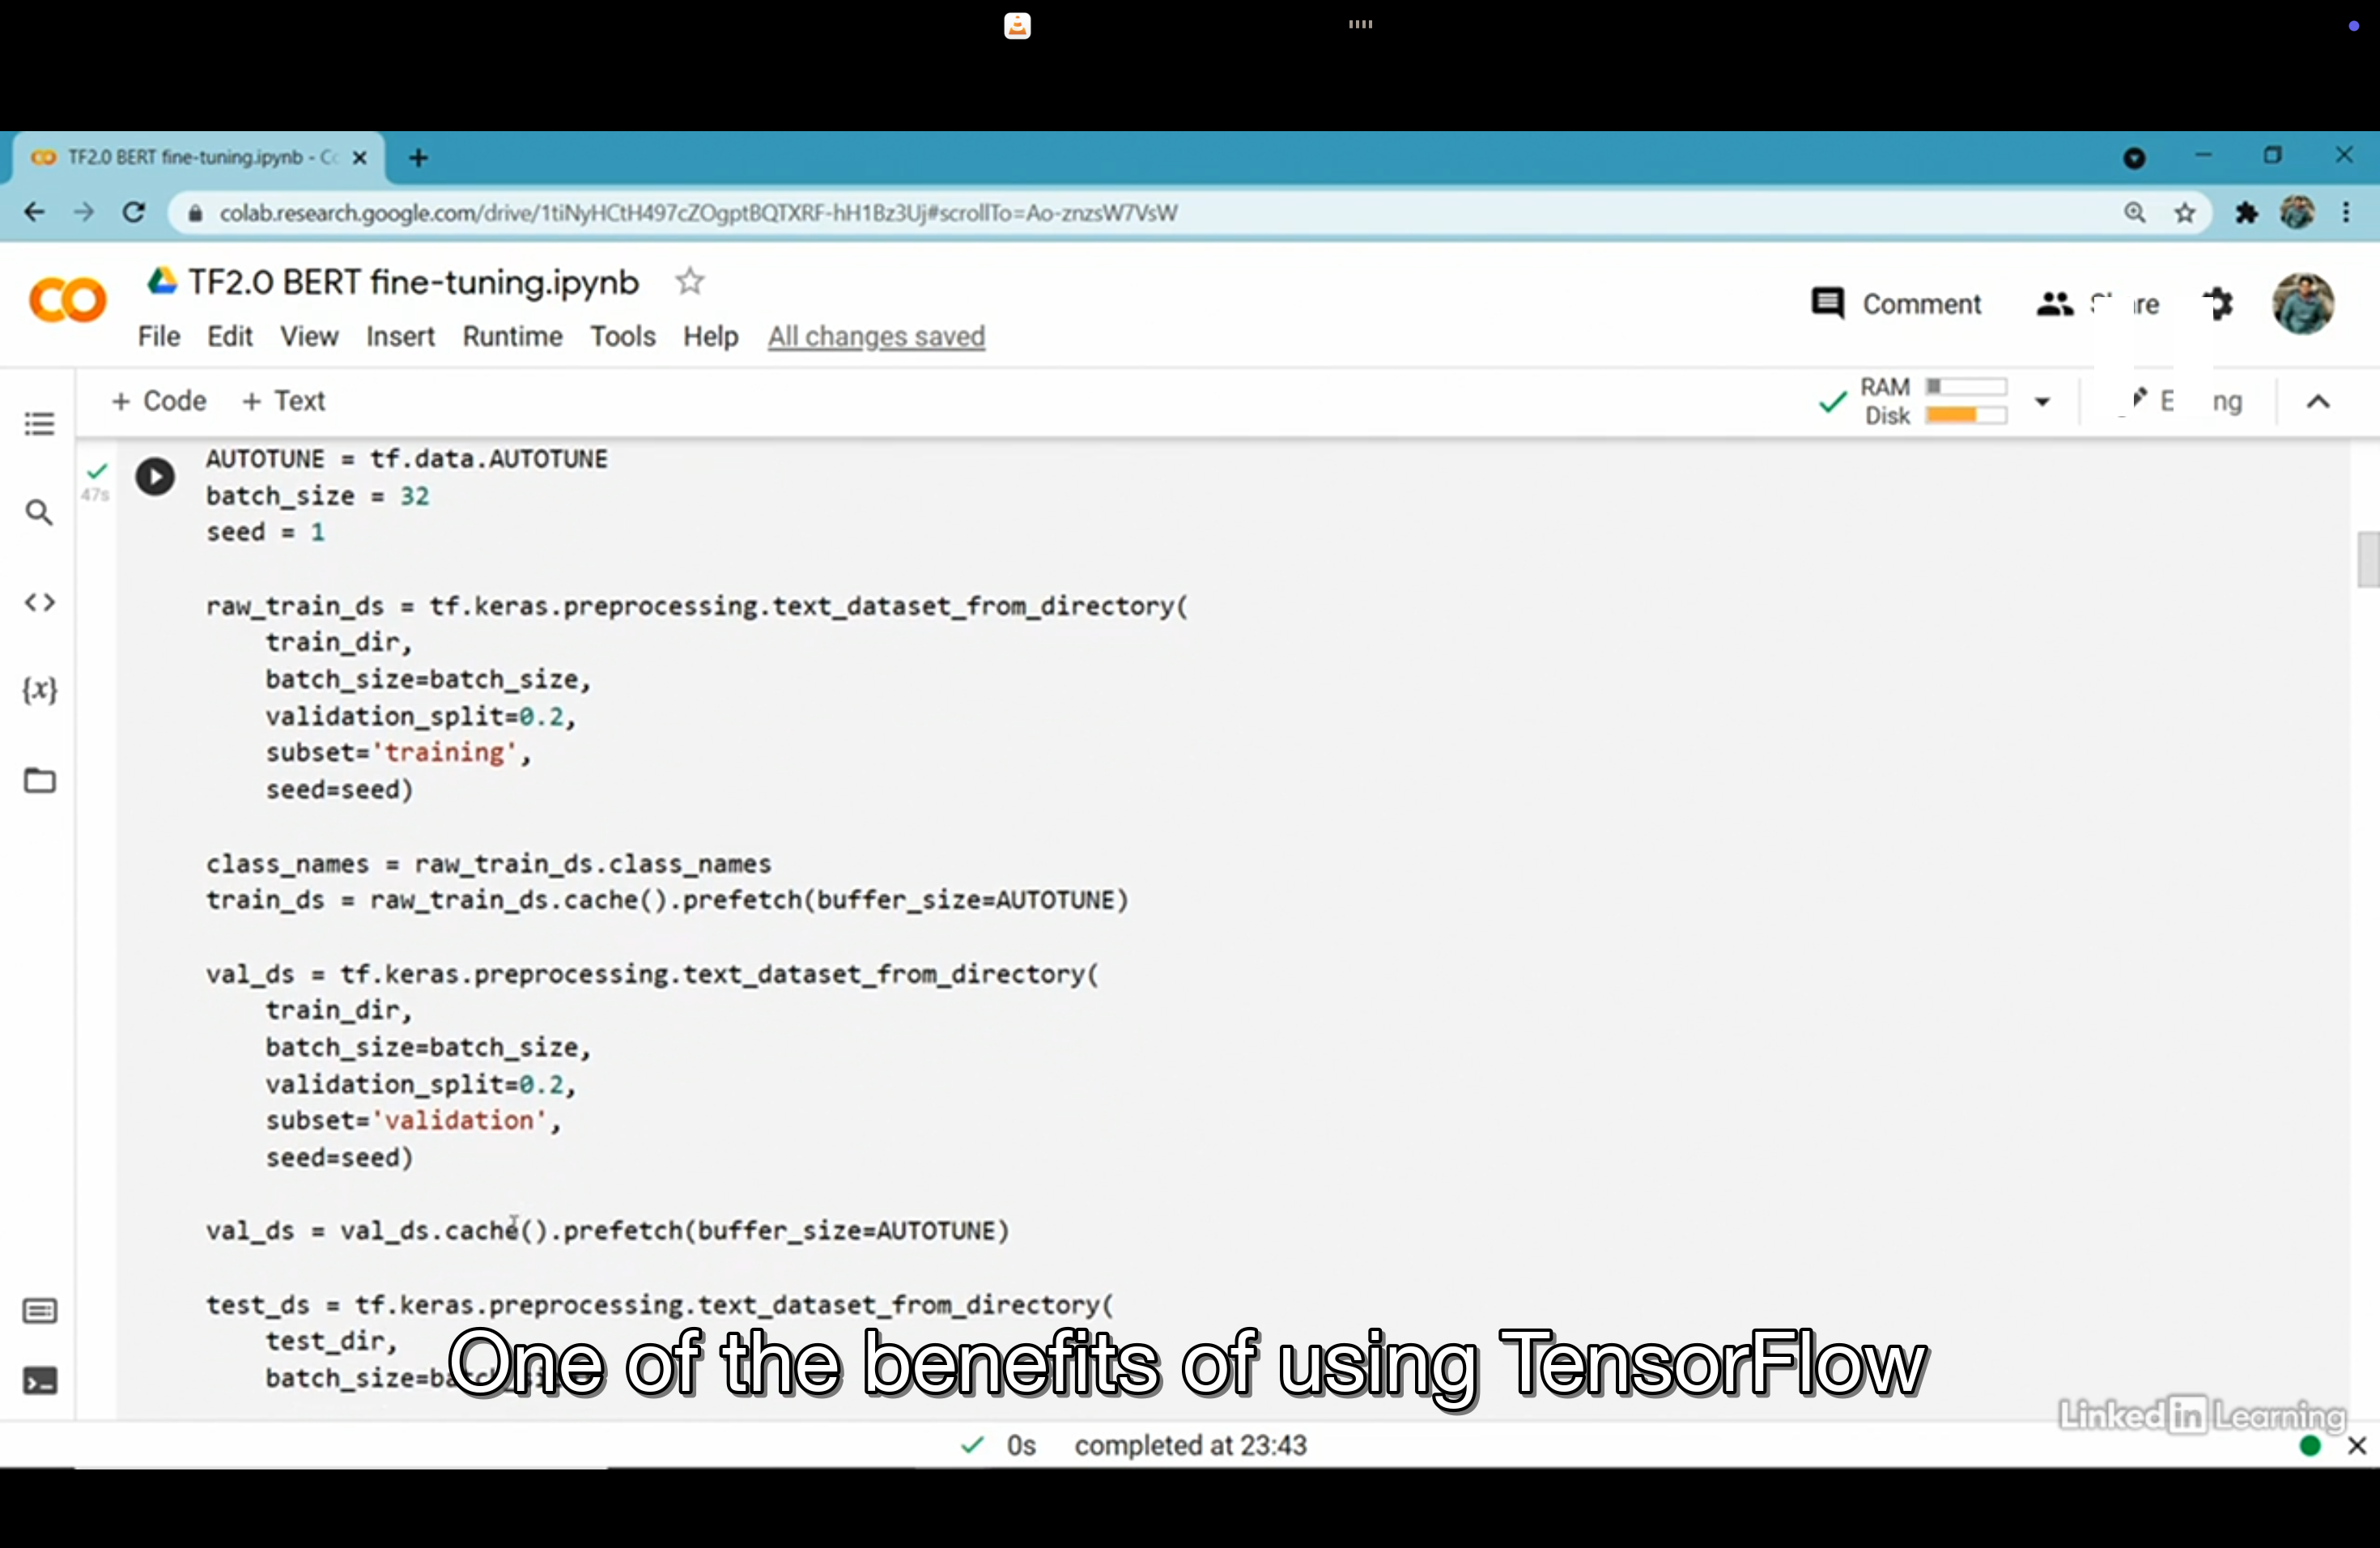 TF2.0 BERT fine-tuning.ipynb - Co
colab.research.google.com/drive/1tiNyHCtH497cZOgptBQTXRF-hH1Bz3Uj#scrollTo=Ao-znzsW7VsW
TF2.0 BERT fine-tuning.ipynb
Comment
File Edit View Insert Runtime Tools Help All changes saved
+ Code + Text
RAM
Disk
47s
AUTOTUNE = tf.data.AUTOTUNE
batch_size = 32
seed = 1
raw_train_ds = tf.keras.preprocessing.text_dataset_from_directory(
train_dir,
batch_size=batch_size,
validation_split=0.2,
subset='training',
seed=seed)
class_names = raw_train_ds.class_names
train_ds = raw_train_ds.cache().prefetch(buffer_size=AUTOTUNE)
val_ds = tf.keras.preprocessing.text_dataset_from_directory(
train_dir,
batch_size=batch_size,
validation_split=0.2,
subset='validation',
seed=seed)
val_ds = val_ds.cache().prefetch(buffer_size=AUTOTUNE)
test_ds = tf.keras.preprocessing.text_dataset_from_directory(
test_dir,
One of the benefits of using TensorFlow
LinkedIn Learning
0s completed at 23:43